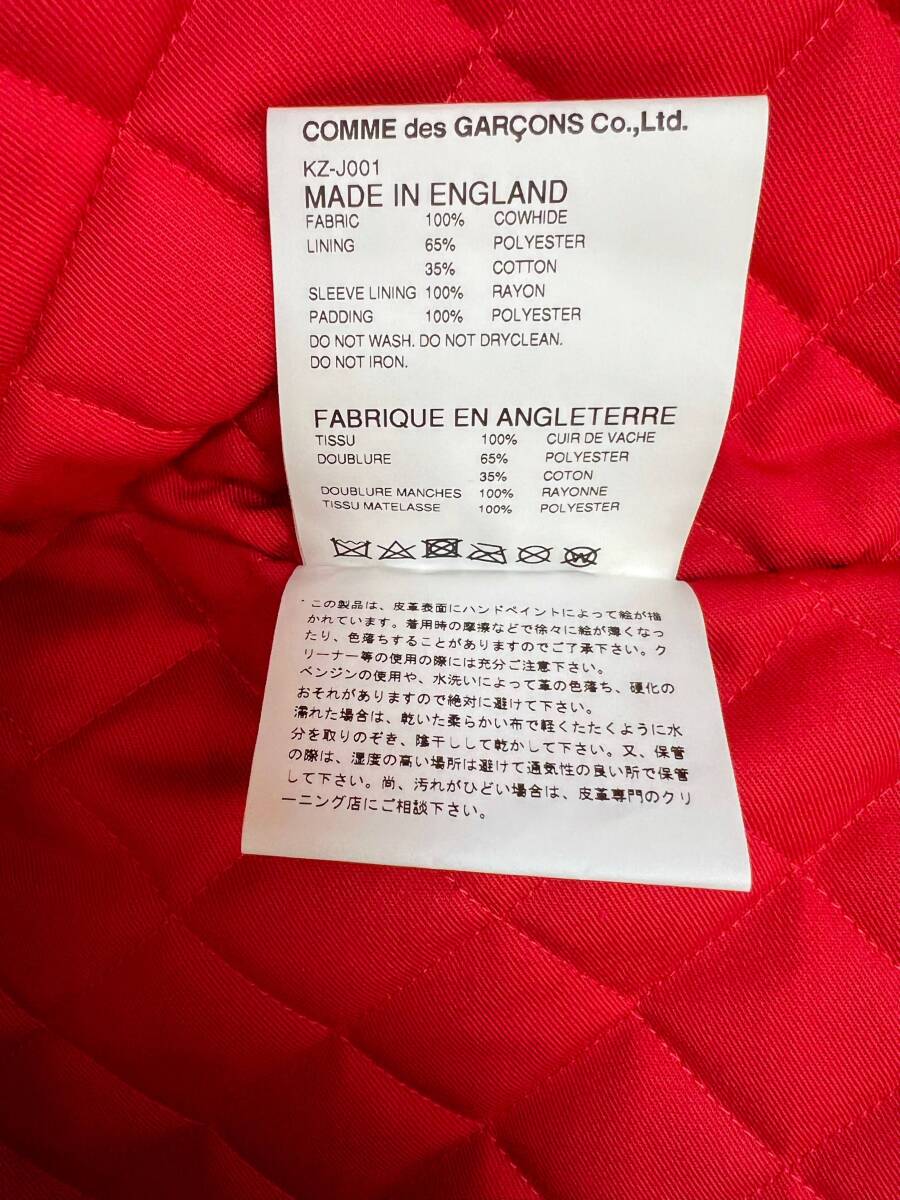 COMME des GARÇONS Co.,Ltd.
KZ-J001
MADE IN ENGLAND
FABRIC 100% COWHIDE
LINING 65% POLYESTER
35% COTTON
SLEEVE LINING 100% RAYON
PADDING 100% POLYESTER
DO NOT WASH. DO NOT DRYCLEAN.
DO NOT IRON.
FABRIQUE EN ANGLETERRE
TISSU 100% CUIR DE VACHE
DOUBLURE 65% POLYESTER
35% COTON
DOUBLURE MANCHES 100% RAYONNE
TISSU MATELASSE 100% POLYESTER
・この製品は、皮革表面にハンドペイントによって絵が描
かれています。着用時の摩擦などで徐々に絵が薄くなっ
たり、色落ちすることがありますのでご了承下さい。ク
リーナー等の使用の際には充分ご注意下さい。
ベンジンの使用や、水洗いによって革の色落ち、硬化の
おそれがありますので絶対に避けて下さい。
濡れた場合は、乾いた柔らかい布で軽くたたくように水
分を取りのぞき、陰干しして乾かして下さい。又、保管
の際は、湿度の高い場所は避けて通気性の良い所で保管
して下さい。尚、汚れがひどい場合は、皮革専門のクリ
ーニング店にご相談下さい。